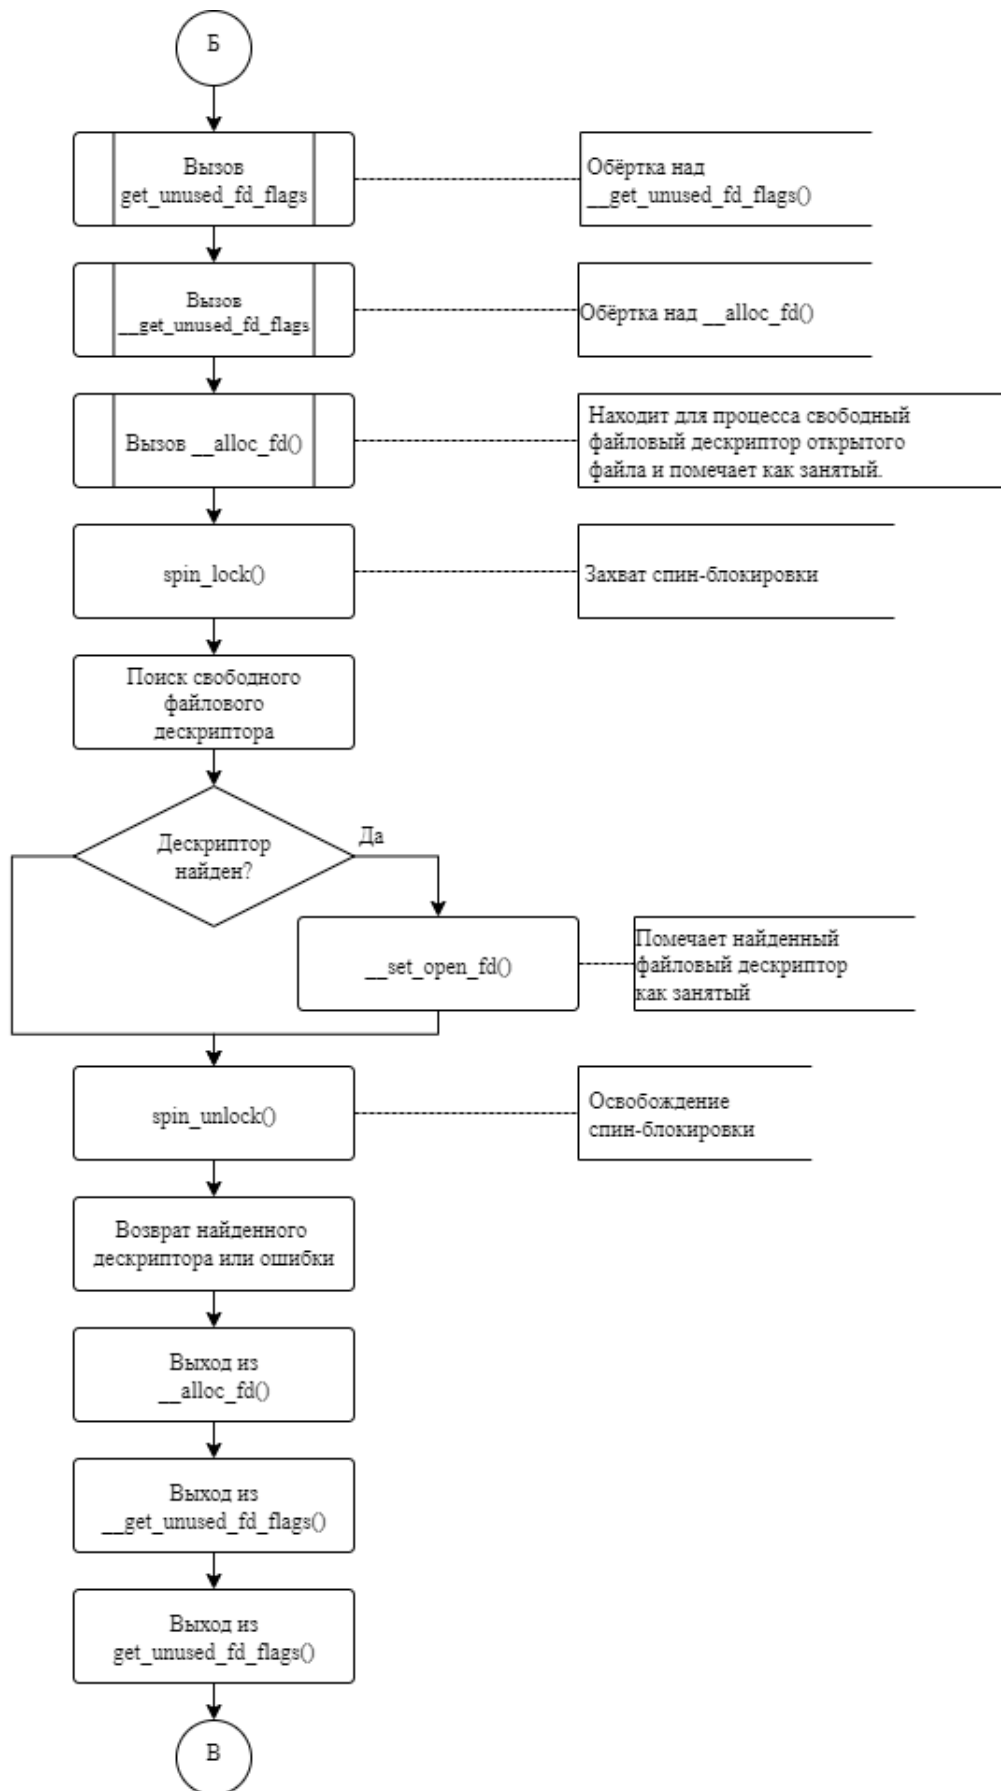 Б
Вызов
get_unused_fd_flags
Обёртка над
__get_unused_fd_flags()
Вызов
__get_unused_fd_flags
Обёртка над __alloc_fd()
Вызов __alloc_fd()
Находит для процесса свободный
файловый дескриптор открытого
файла и помечает как занятый.
spin_lock()
Захват спин-блокировки
Поиск свободного
файлового
дескриптора
Дескриптор
найден?
Да
__set_open_fd()
Помечает найденный
файловый дескриптор
как занятый
spin_unlock()
Освобождение
спин-блокировки
Возврат найденного
дескриптора или ошибки
Выход из
__alloc_fd()
Выход из
__get_unused_fd_flags()
Выход из
get_unused_fd_flags()
В